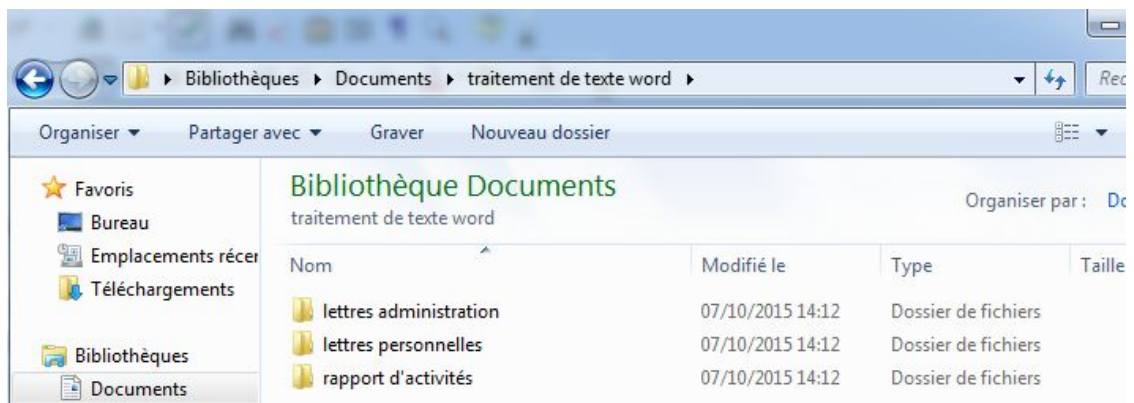 Bibliothèques Documents traitement de texte word Rec
Organiser Partager avec Graver Nouveau dossier
Favoris
Bureau
Emplacements récer
Téléchargements
Bibliothèques
Documents
Bibliothèque Documents
traitement de texte word
Organiser par : Do
Nom Modifié le Type Taille
lettres administration 07/10/2015 14:12 Dossier de fichiers
lettres personnelles 07/10/2015 14:12 Dossier de fichiers
rapport d'activités 07/10/2015 14:12 Dossier de fichiers